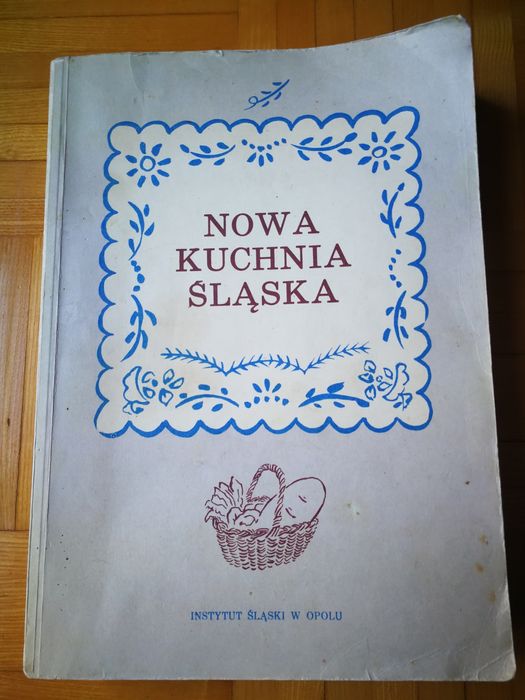 NOWA
KUCHNIA
ŚLĄSKA
INSTYTUT ŚLĄSKI W OPOLU